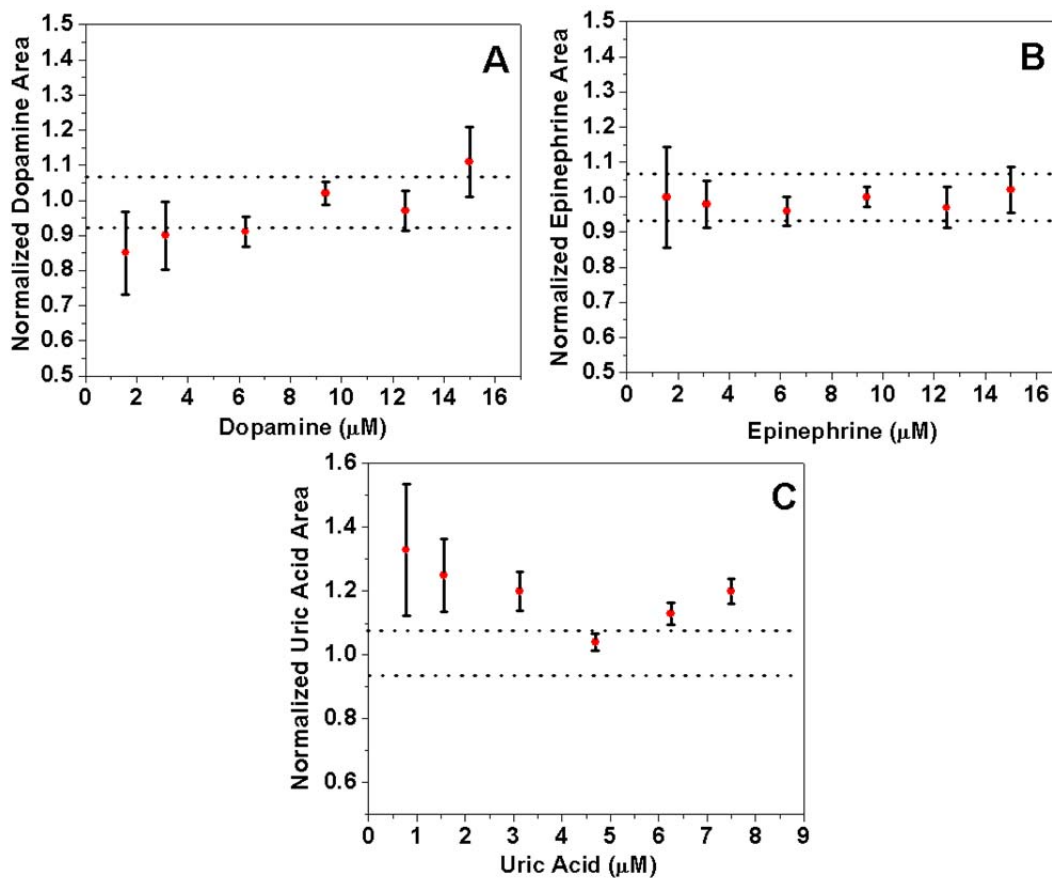 A
Normalized Dopamine Area
1.5
1.4
1.3
1.2
1.1
1.0
0.9
0.8
0.7
0.6
0.5
0 2 4 6 8 10 12 14 16
Dopamine (μM)
B
Normalized Epinephrine Area
1.5
1.4
1.3
1.2
1.1
1.0
0.9
0.8
0.7
0.6
0.5
0 2 4 6 8 10 12 14 16
Epinephrine (μM)
C
Normalized Uric Acid Area
1.6
1.4
1.2
1.0
0.8
0.6
0 1 2 3 4 5 6 7 8 9
Uric Acid (μM)